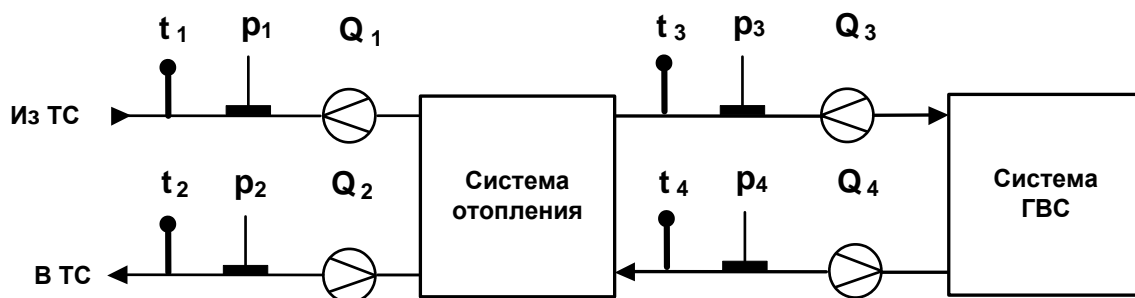 t 1 p1 Q 1 t 3 p3 Q 3
Из ТС
t 2 p2 Q 2 Система отопления t 4 p4 Q 4 Система ГВС
В ТС